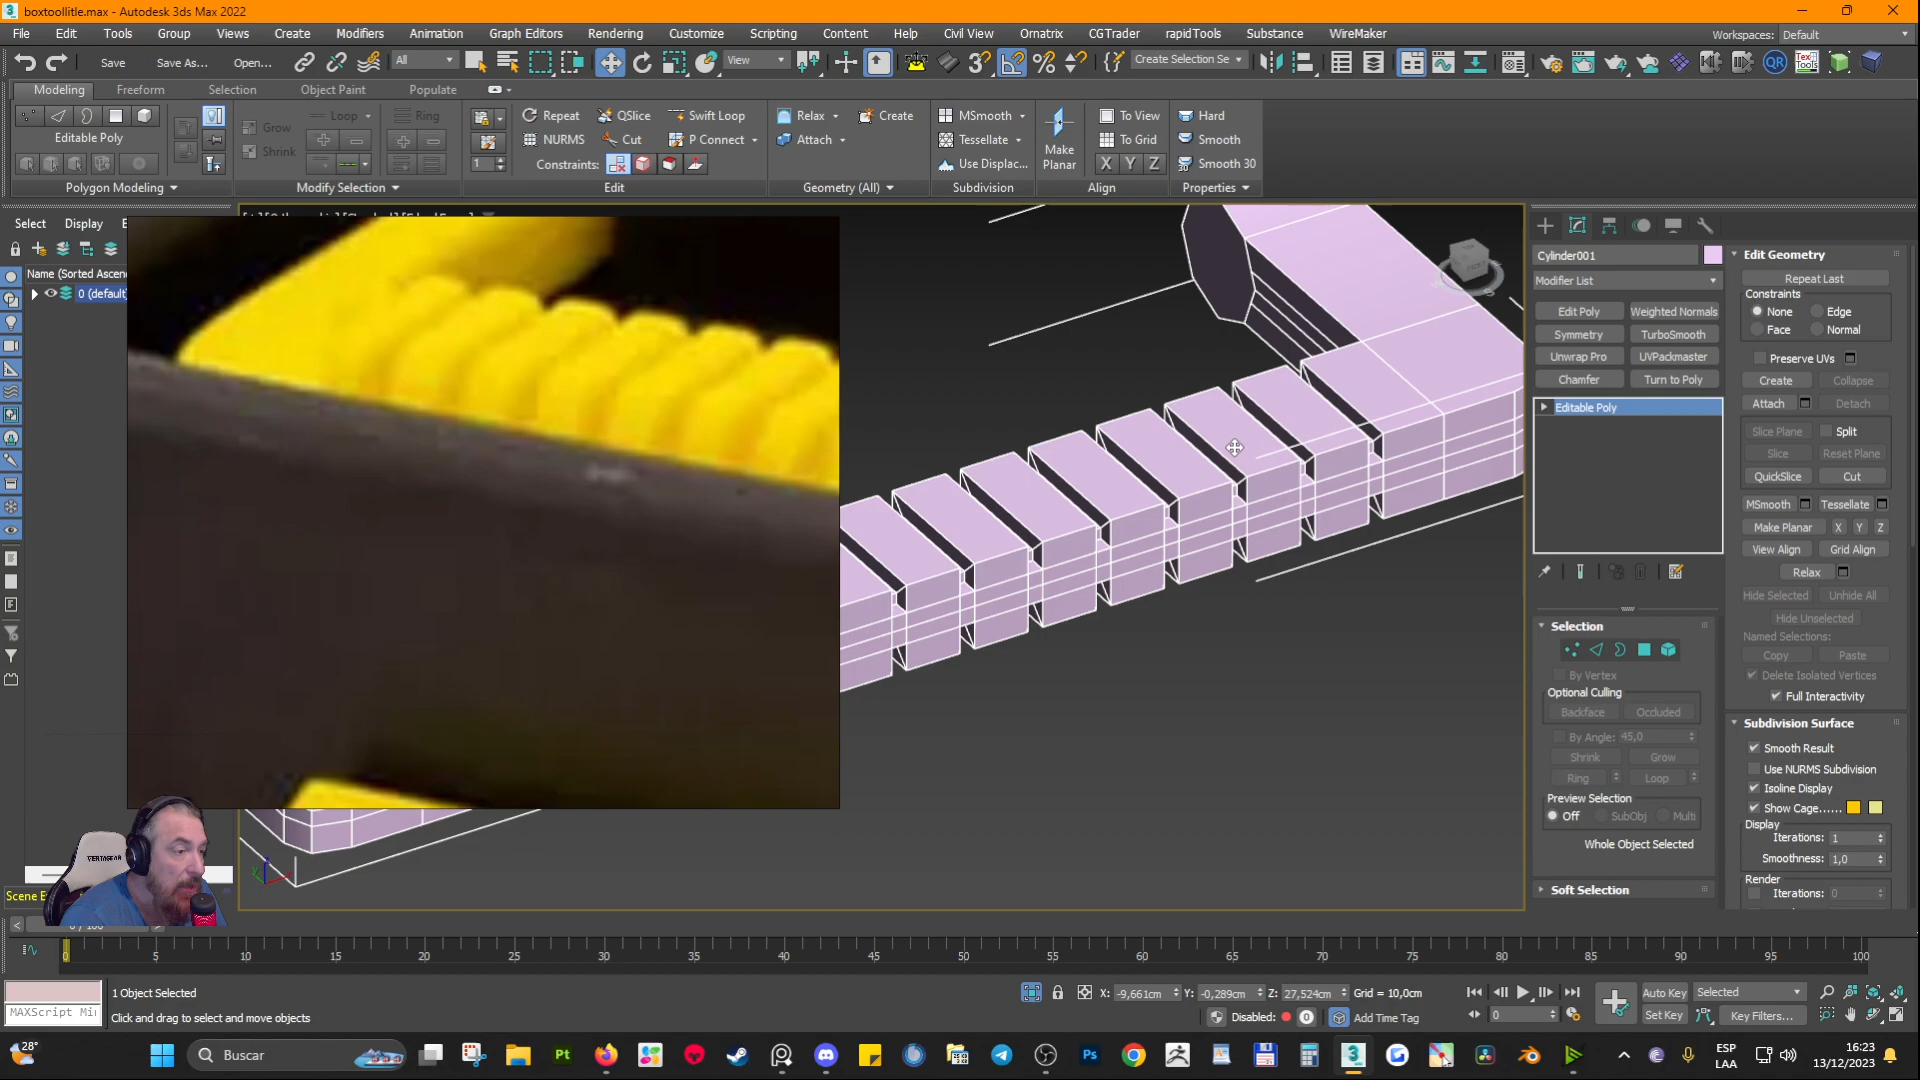 boxtoollitle.max - Autodesk 3ds Max 2022
File Edit Tools Group Views Create Modifiers Animation Graph Editors Rendering Customize Scripting Content Help Civil View Ornatrix CGTrader rapidTools Substance WireMaker Workspaces: Default
Save Save As... Open... All View Create Selection Se
Modeling Freeform Selection Object Paint Populate
Editable Poly
Grow Shrink Loop Ring
Repeat QSlice Swift Loop
NURMS Cut P Connect
1 Constraints:
Relax Create
Attach
MSmooth
Tessellate
Use Displac...
Make Planar
To View
To Grid
X Y Z
Hard
Smooth
Smooth 30
Polygon Modeling Modify Selection Edit Geometry (All) Subdivision Align Properties
Select Display E
Name (Sorted Ascen
0 (default)
Cylinder001
Modifier List
Edit Poly Weighted Normals
Symmetry TurboSmooth
Unwrap Pro UVPackmaster
Chamfer Turn to Poly
Editable Poly
Selection
By Vertex
Optional Culling
Backface Occluded
By Angle: 45,0
Shrink Grow
Ring Loop
Preview Selection
Off SubObj Multi
Whole Object Selected
Soft Selection
Edit Geometry
Repeat Last
Constraints
None Edge
Face Normal
Preserve UVs
Create Collapse
Attach Detach
Slice Plane Split
Slice Reset Plane
QuickSlice Cut
MSmooth Tessellate
Make Planar X Y Z
View Align Grid Align
Relax
Hide Selected Unhide All
Hide Unselected
Named Selections:
Copy Paste
Delete Isolated Vertices
Full Interactivity
Subdivision Surface
Smooth Result
Use NURMS Subdivision
Isoline Display
Show Cage......
Display
Iterations: 1
Smoothness: 1,0
Render
Iterations: 0
VERTAGEAR
Scene E
0 / 100
0 5 10 15 20 25 30 35 40 45 50 55 60 65 70 75 80 85 90 95 100
1 Object Selected
MAXScript Mi
Click and drag to select and move objects
X: -9,661cm Y: -0,289cm Z: 27,524cm Grid = 10,0cm
Disabled: 0 Add Time Tag
0
Auto Key Selected
Set Key Key Filters...
28°
Buscar
Pt Ps
ESP
LAA
16:23
13/12/2023